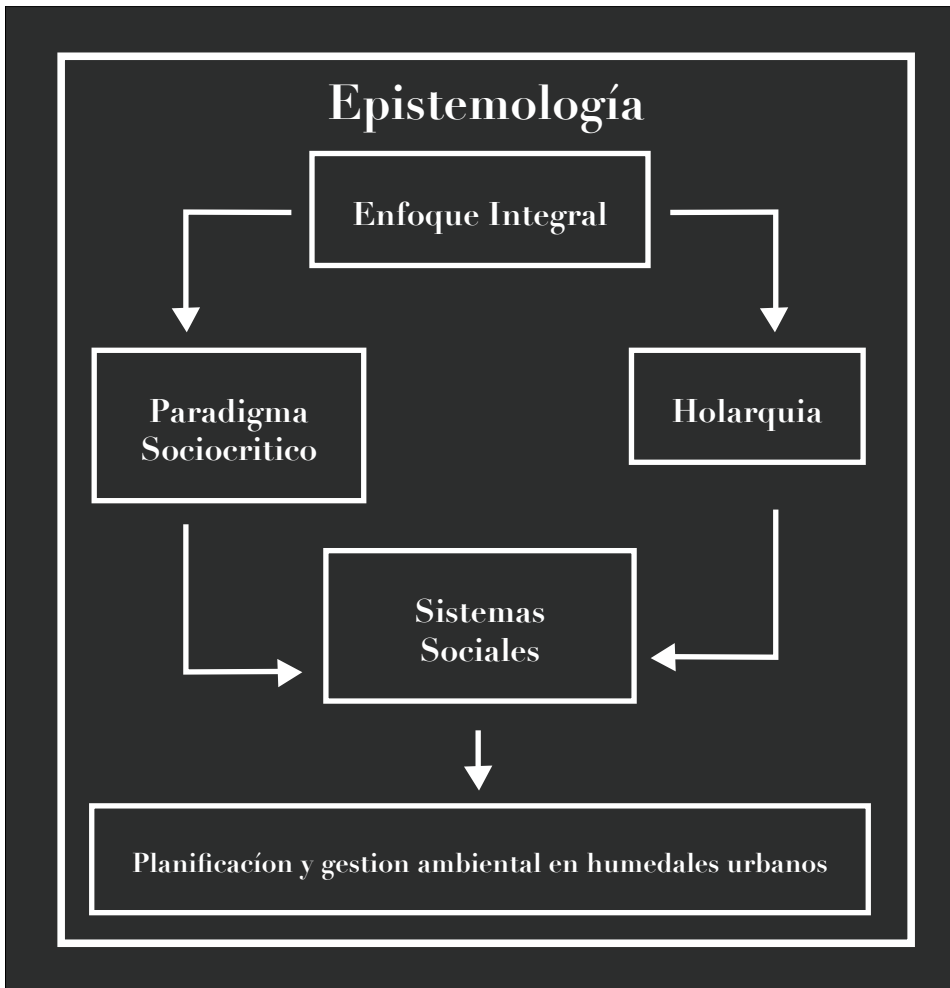 Epistemología
Enfoque Integral
Paradigma
Sociocritico
Holarquia
Sistemas
Sociales
Planificacíon y gestion ambiental en humedales urbanos